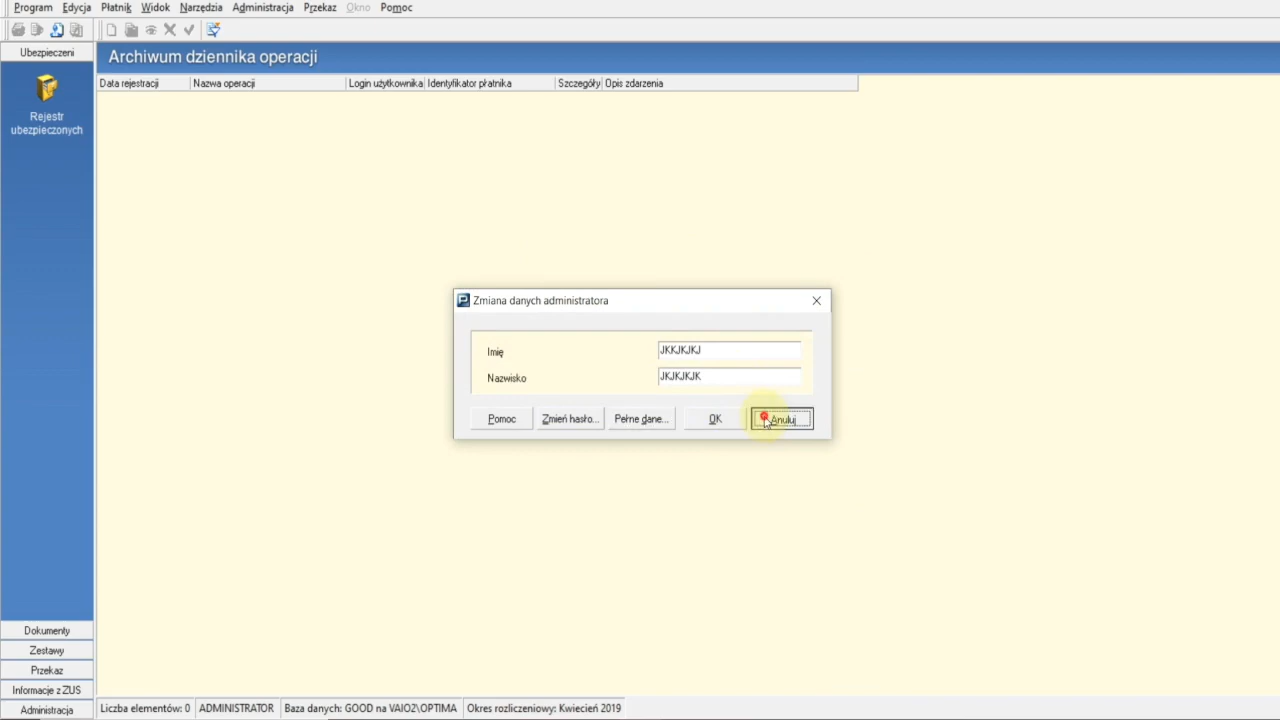 Program Edycja Płatnik Widok Narzędzia Administracja Przekaz Okno Pomoc
Ubezpieczeni
Archiwum dziennika operacji
Data rejestracji Nazwa operacji Login użytkownika Identyfikator płatnika Szczegóły Opis zdarzenia
Rejestr
ubezpieczonych
Zmiana danych administratora
Imię JKKJKJKJ
Nazwisko JKJKJKJK
Pomoc Zmień hasło... Pełne dane... OK Anuluj
Dokumenty
Zestawy
Przekaz
Informacje z ZUS
Administracja
Liczba elementów: 0 ADMINISTRATOR Baza danych: GOOD na VAIO2\OPTIMA Okres rozliczeniowy: Kwiecień 2019